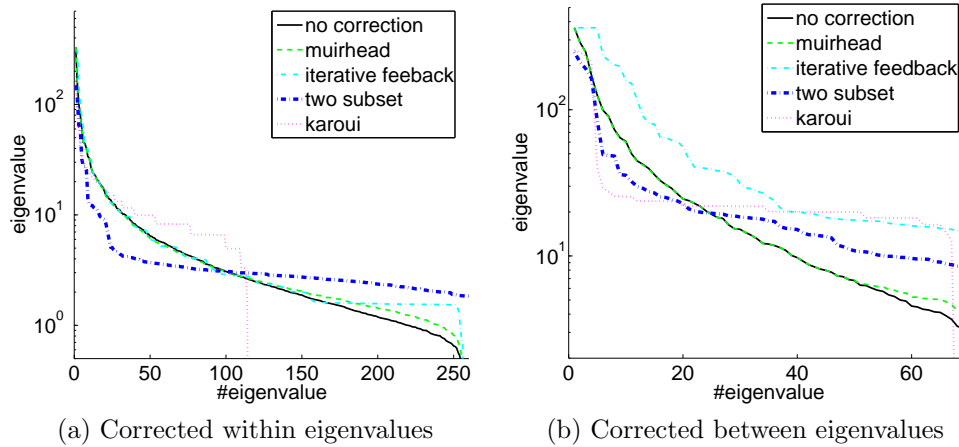 no correction
muirhead
iterative feeback
two subset
karoui
10^2
10^1
10^0
eigenvalue
0 50 100 150 200 250
#eigenvalue
(a) Corrected within eigenvalues
no correction
muirhead
iterative feedback
two subset
karoui
10^2
10^1
eigenvalue
0 20 40 60
#eigenvalue
(b) Corrected between eigenvalues